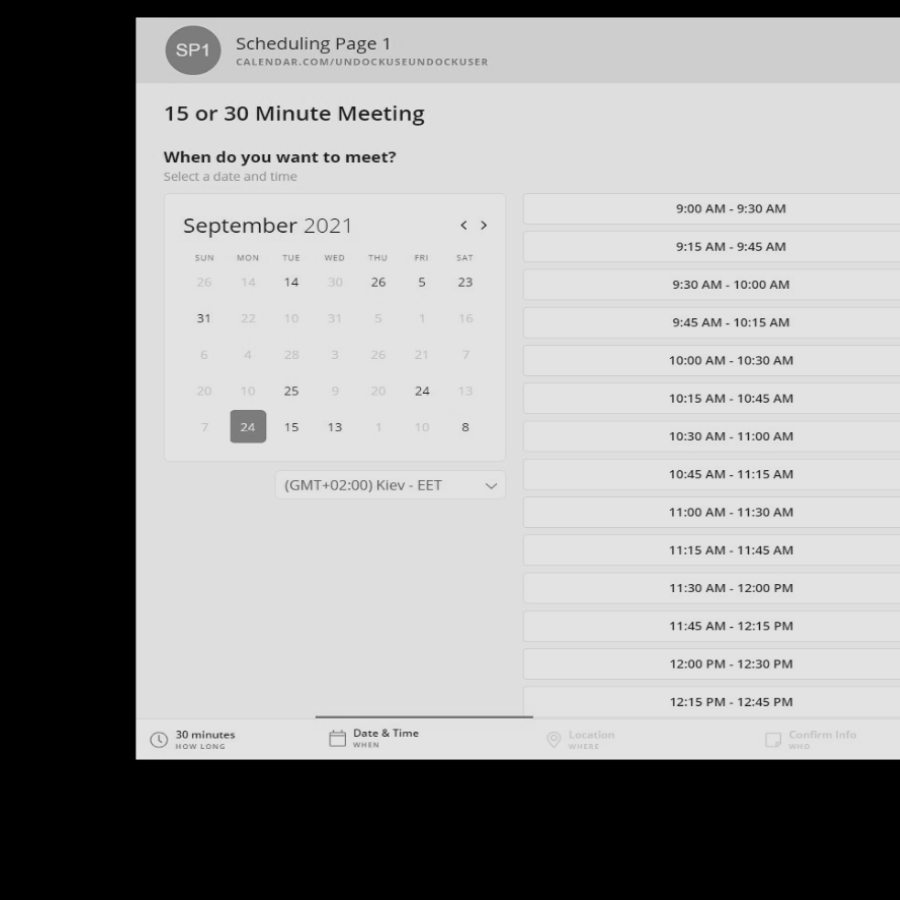 SP1
Scheduling Page 1
CALENDAR.COM/UNDOCKUSEUNDOCKUSER
15 or 30 Minute Meeting
When do you want to meet?
Select a date and time
September 2021
SUN MON TUE WED THU FRI SAT
26 14 14 30 26 5 23
31 22 10 31 5 1 16
6 4 28 3 26 21 7
20 10 25 9 20 24 13
7 24 15 13 1 10 8
(GMT+02:00) Kiev - EET
9:00 AM - 9:30 AM
9:15 AM - 9:45 AM
9:30 AM - 10:00 AM
9:45 AM - 10:15 AM
10:00 AM - 10:30 AM
10:15 AM - 10:45 AM
10:30 AM - 11:00 AM
10:45 AM - 11:15 AM
11:00 AM - 11:30 AM
11:15 AM - 11:45 AM
11:30 AM - 12:00 PM
11:45 AM - 12:15 PM
12:00 PM - 12:30 PM
12:15 PM - 12:45 PM
30 minutes
HOW LONG
Date & Time
WHEN
Location
WHERE
Confirm Info
WHO